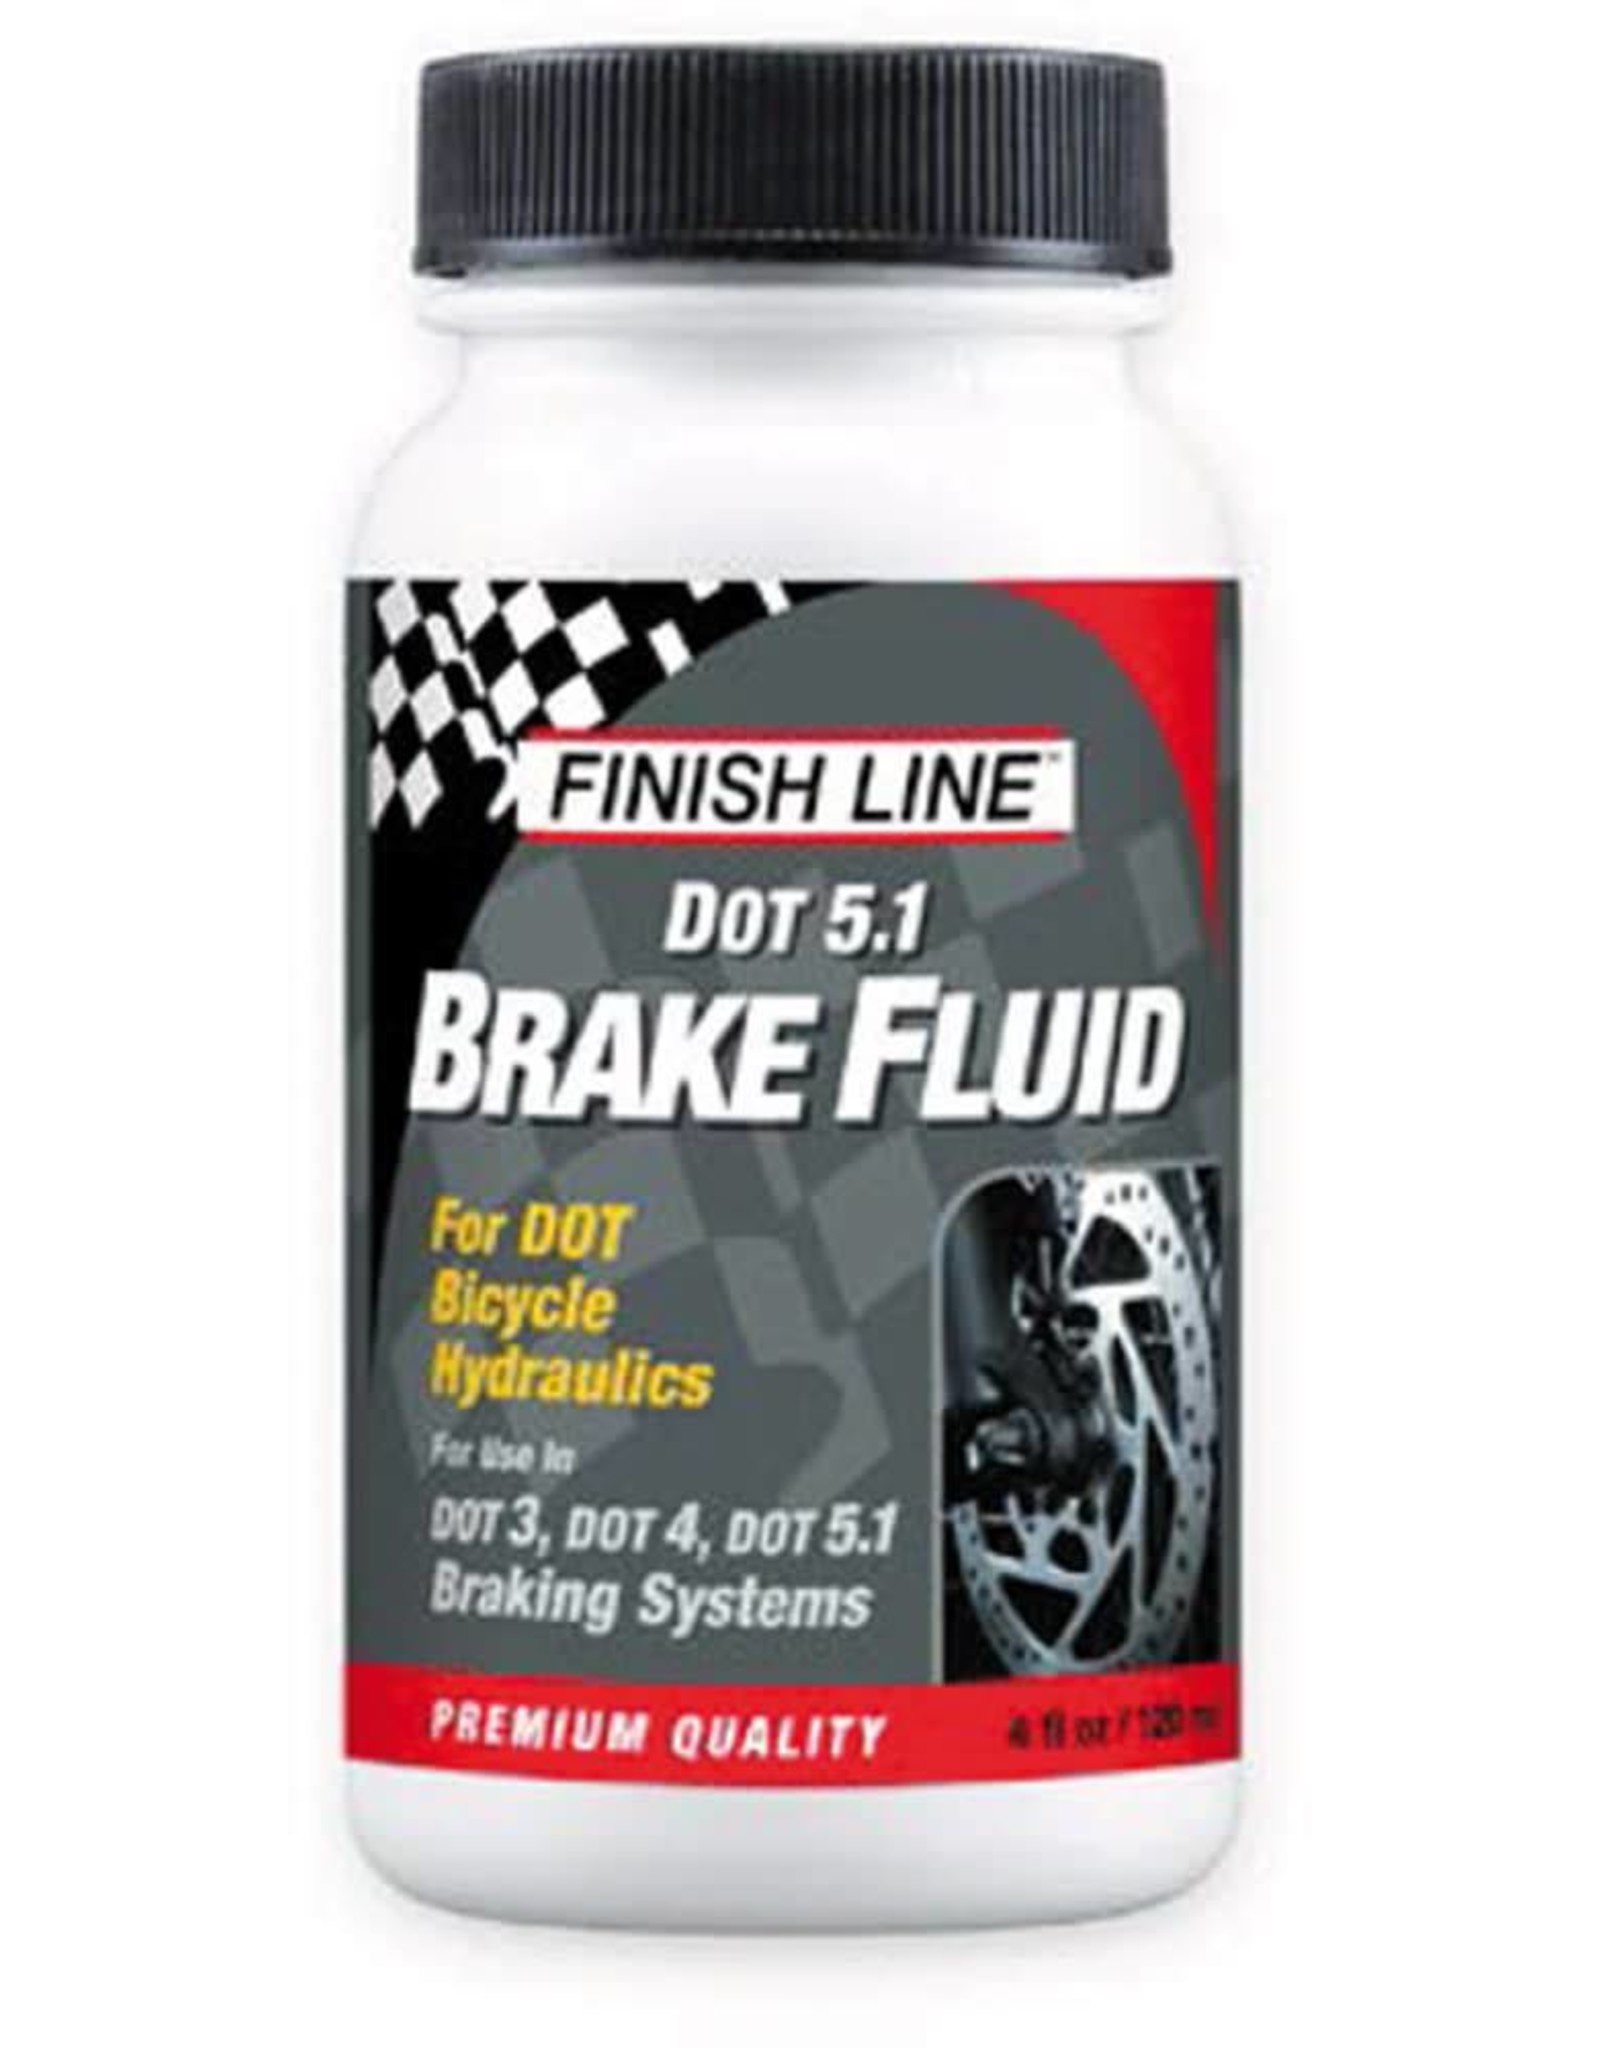 FINISH LINE™
DOT 5.1
BRAKE FLUID
For DOT
Bicycle
Hydraulics
For Use In
DOT 3, DOT 4, DOT 5.1
Braking Systems
PREMIUM QUALITY
4 fl oz / 120 ml